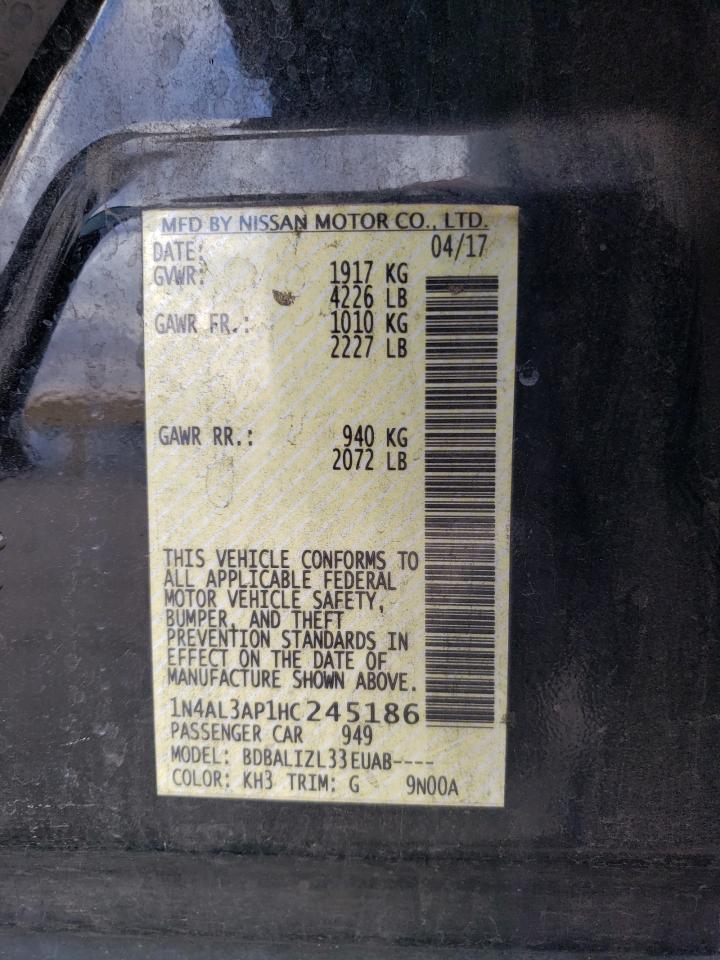 MFD BY NISSAN MOTOR CO., LTD.
DATE: 04/17
GVWR: 1917 KG
4226 LB
GAWR FR.: 1010 KG
2227 LB
GAWR RR.: 940 KG
2072 LB
THIS VEHICLE CONFORMS TO
ALL APPLICABLE FEDERAL
MOTOR VEHICLE SAFETY,
BUMPER, AND THEFT
PREVENTION STANDARDS IN
EFFECT ON THE DATE OF
MANUFACTURE SHOWN ABOVE.
1N4AL3AP1HC245186
PASSENGER CAR 949
MODEL: BDBALIZL33EUAB----
COLOR: KH3 TRIM: G 9N00A